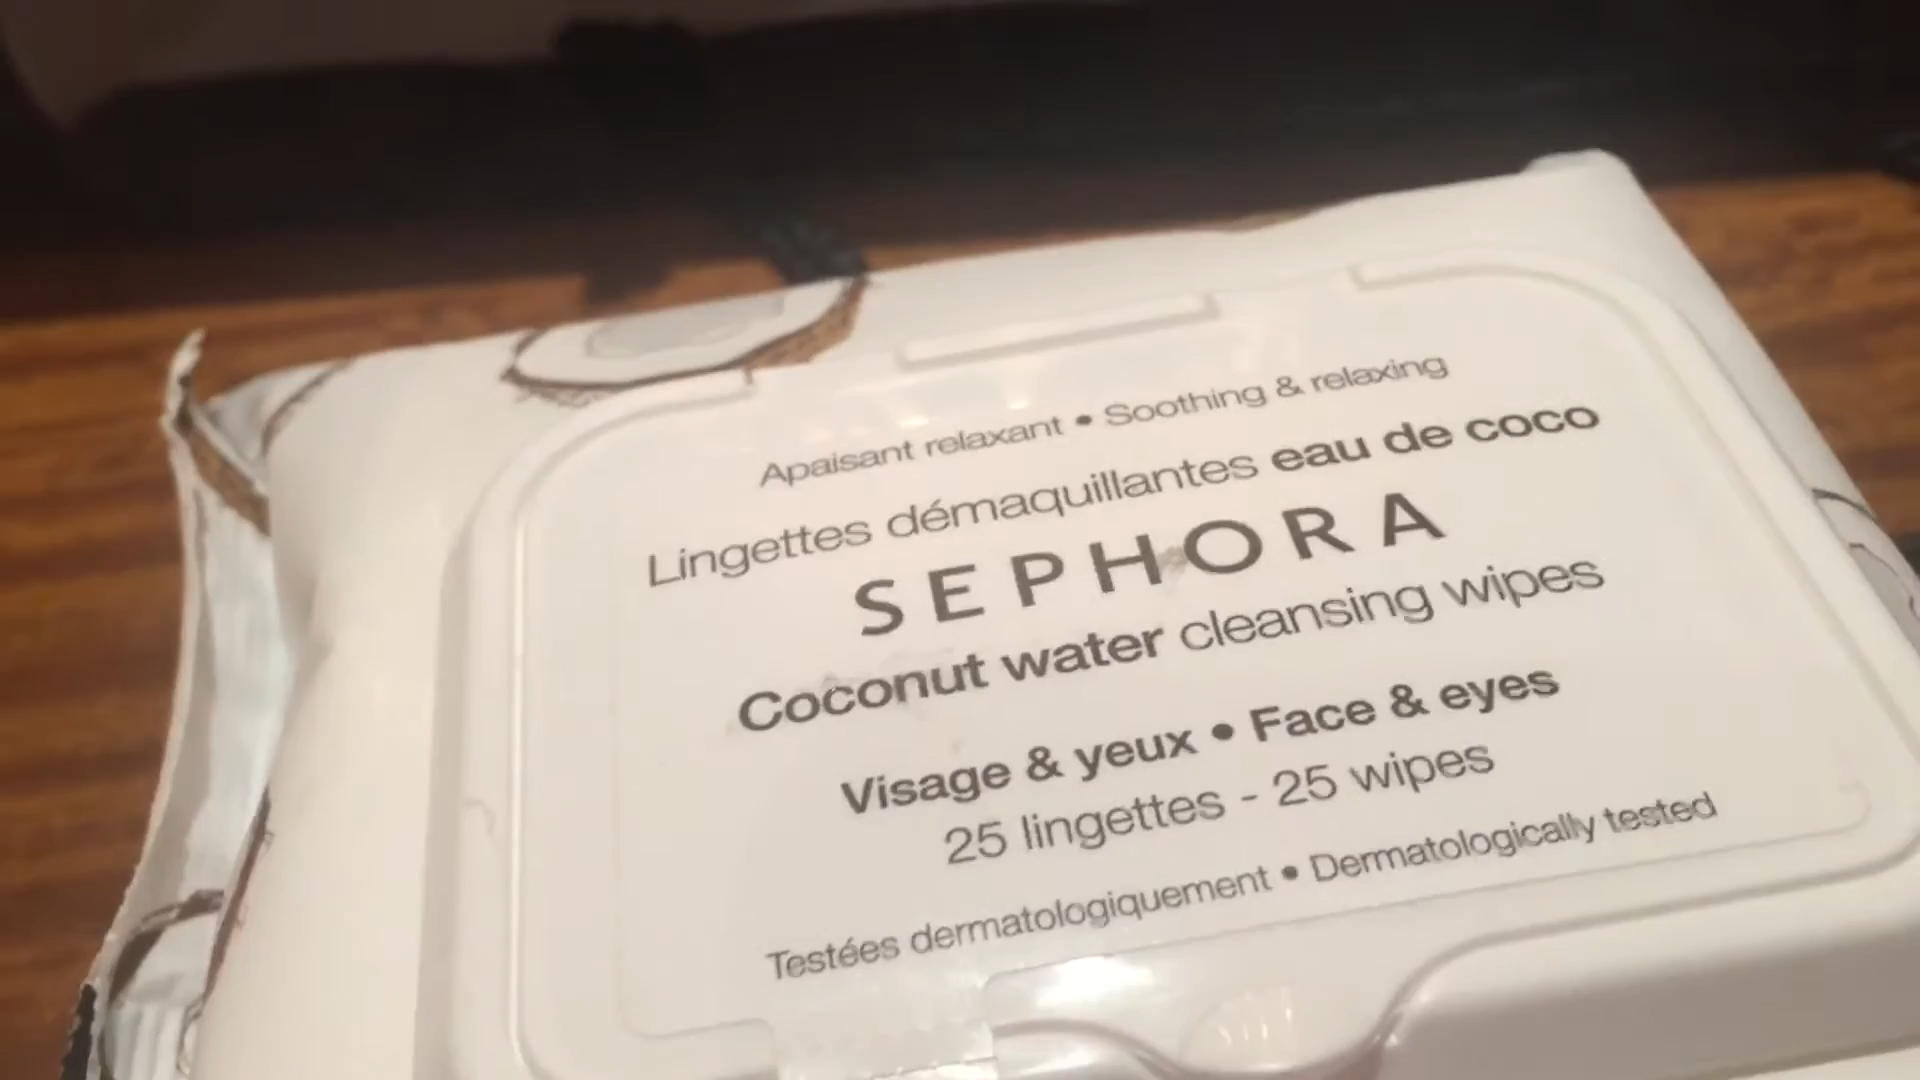 Apaisant relaxant • Soothing & relaxing
Lingettes démaquillantes eau de coco
SEPHORA
Coconut water cleansing wipes
Visage & yeux • Face & eyes
25 lingettes - 25 wipes
Testées dermatologiquement • Dermatologically tested